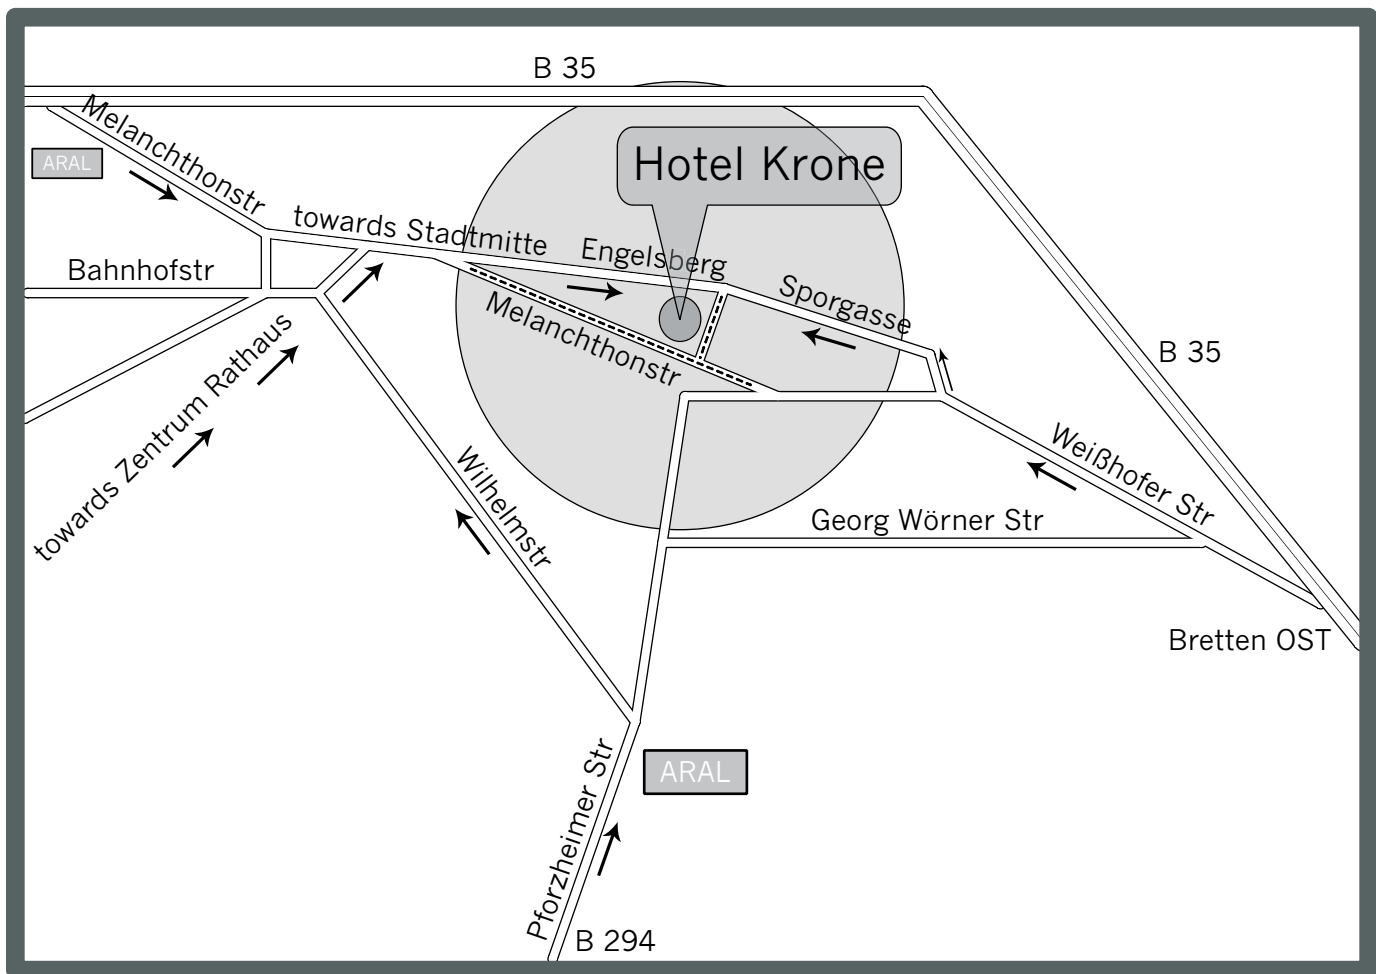 B 35
Melanchthonstr
ARAL
Hotel Krone
towards Stadtmitte
Engelsberg
Bahnhofstr
Sporgasse
Melanchthonstr
B 35
towards Zentrum Rathaus
Wilhelmstr
Weißhofer Str
Georg Wörner Str
Bretten OST
Pforzheimer Str
ARAL
B 294